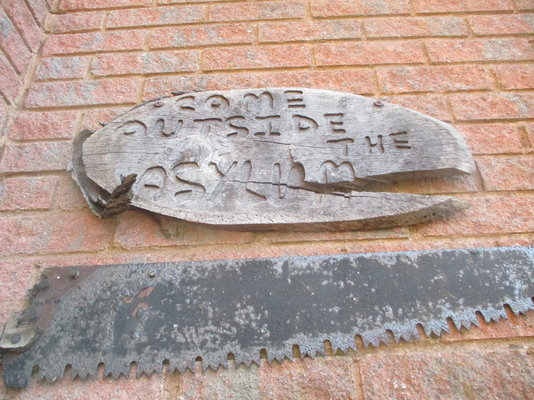 COME
OUTSIDE THE
ASYLUM